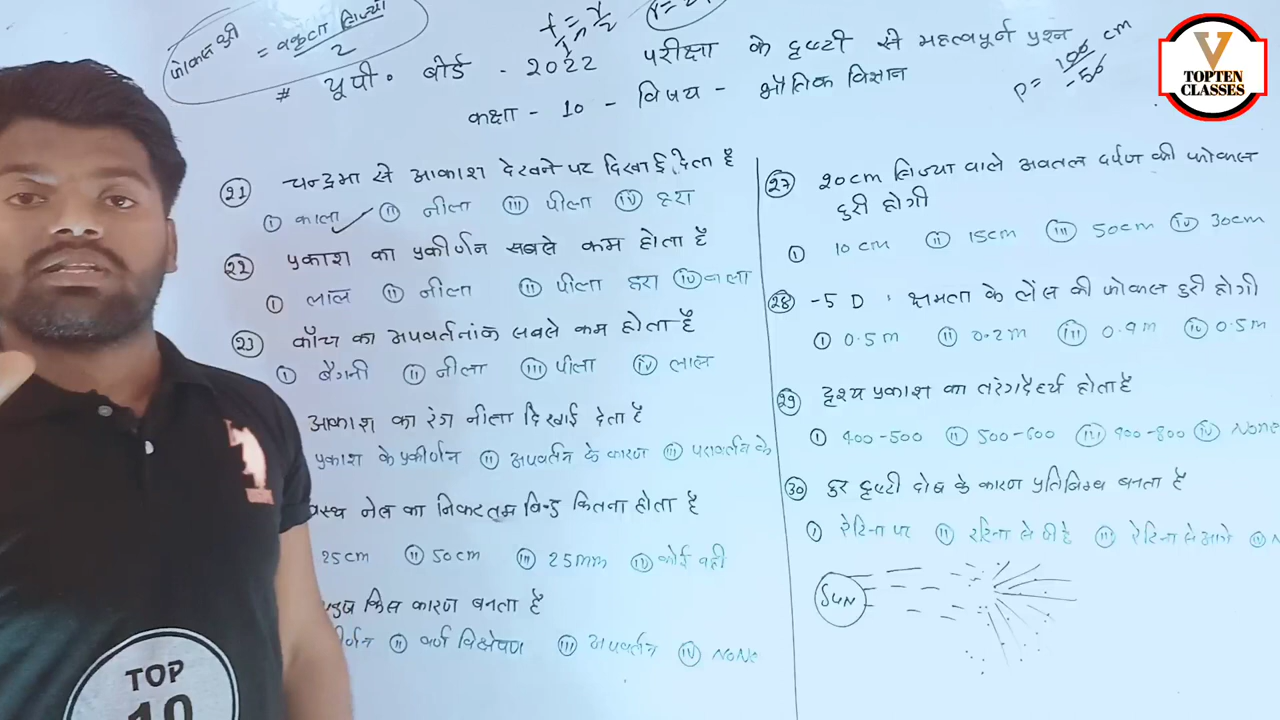 फोकस दूरी = वक्रता त्रिज्या / 2
f = r/2
# यू.पी. बोर्ड - 2022 परीक्षा के दृष्टी से महत्वपूर्ण प्रश्न
कक्षा - 10 - विषय - भौतिक विज्ञान
P = 100/-50 cm
V
TOPTEN
CLASSES
21 चन्द्रमा से आकाश देखने पर दिखाई देता है
I काला ✓ II नीला III पीला IV हरा
22 प्रकाश का प्रकीर्णन सबसे कम होता है
I लाल II नीला III पीला हरा IV काला
23 काँच का अपवर्तनांक सबसे कम होता है
I बैगनी II नीला III पीला IV लाल
आकाश का रंग नीला दिखाई देता है
प्रकाश के प्रकीर्णन II अपवर्तन के कारण III परावर्तन के
नेत्र का निकटतम बिन्दु कितना होता है
25cm II 50cm III 25mm IV कोई नही
किस कारण बनता है
II वर्ण विक्षेपण III अपवर्तन IV NONe
27 20cm त्रिज्या वाले अवतल दर्पण की फोकस
दुरी होगी
I 10cm II 15cm III 50cm IV 30cm
28 -5 D क्षमता के लेंस की फोकस दुरी होगी
I 0.5m II 0.2m III 0.9m IV 0.5m
29 दृश्य प्रकाश का तरंगदैर्ध्य होता है
I 400-500 II 500-600 III 400-800 IV NONe
30 दुर दृष्टी दोष के कारण प्रतिबिम्ब बनता है
I रेटिना पर II रेटिना से पीछे III रेटिना से आगे
SUN
TOP
10